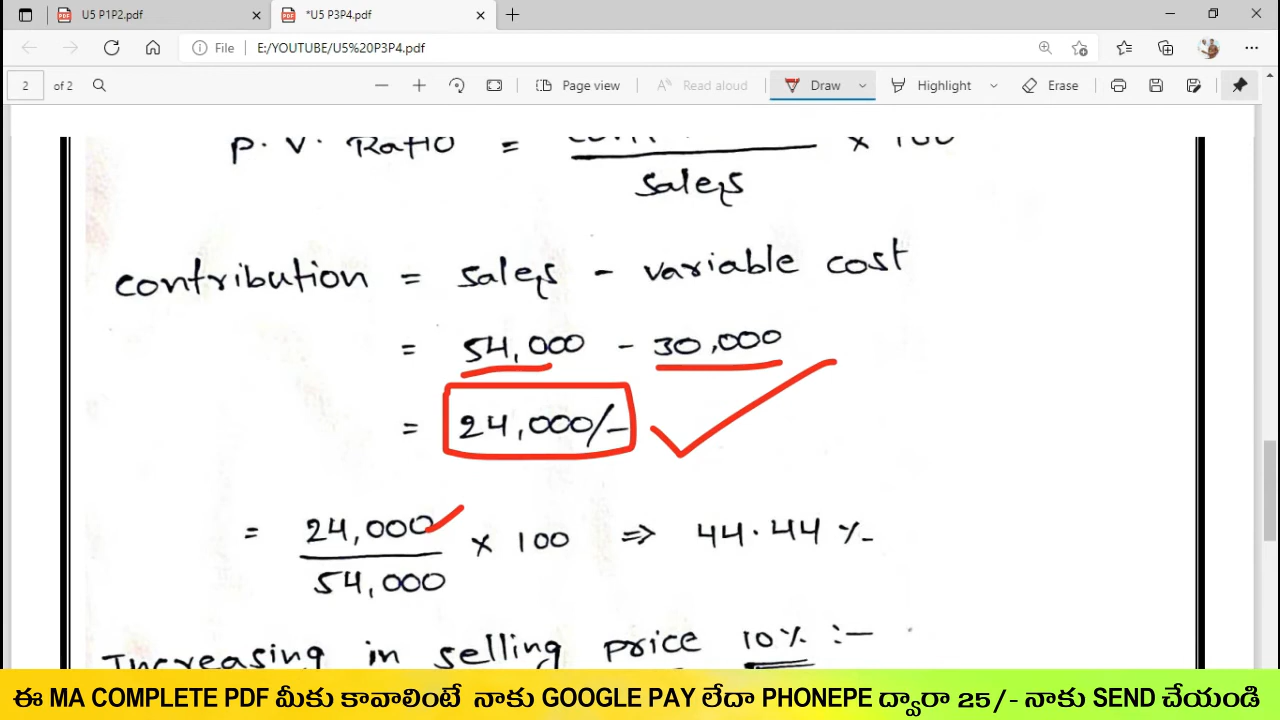 U5 P1P2.pdf
*U5 P3P4.pdf
File E:/YOUTUBE/U5%20P3P4.pdf
2 of 2 Page view Read aloud Draw Highlight Erase
P.V. Ratio = × 100
Sales
contribution = sales - variable cost
= 54,000 - 30,000
= 24,000/-
= 24,000 × 100 ⇒ 44.44 %
54,000
Increasing in selling price 10% :-
ఈ MA COMPLETE PDF మీకు కావాలింటే నాకు GOOGLE PAY లేదా PHONEPE ద్వారా 25/- నాకు SEND చేయండి